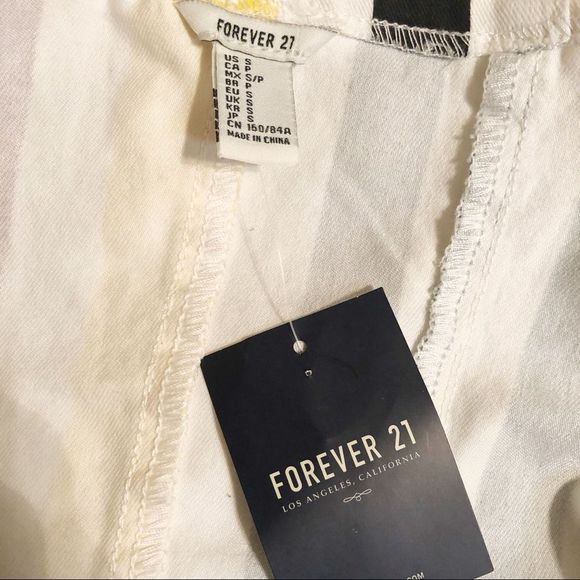 FOREVER 21
US S
CA P
MX S/P
BR P
EU S
UK S
KR S
JP S
CN 160/84A
MADE IN CHINA
FOREVER 21
LOS ANGELES, CALIFORNIA
.COM